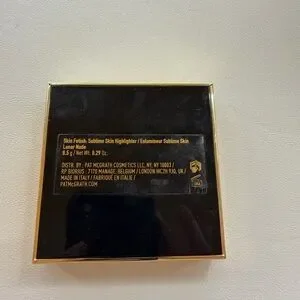 Skin Fetish: Sublime Skin Highlighter / Enlumineur Sublime Skin
Lunar Nude
8.5 g / Net Wt. 0.29 Oz.
DISTR. BY: PAT MCGRATH COSMETICS LLC, NY, NY 10003 /
RP BIORIUS: 7170 MANAGE, BELGIUM / LONDON WC2H 9JQ, UK /
MADE IN ITALY / FABRIQUÉ EN ITALIE /
PATMcGRATH.COM